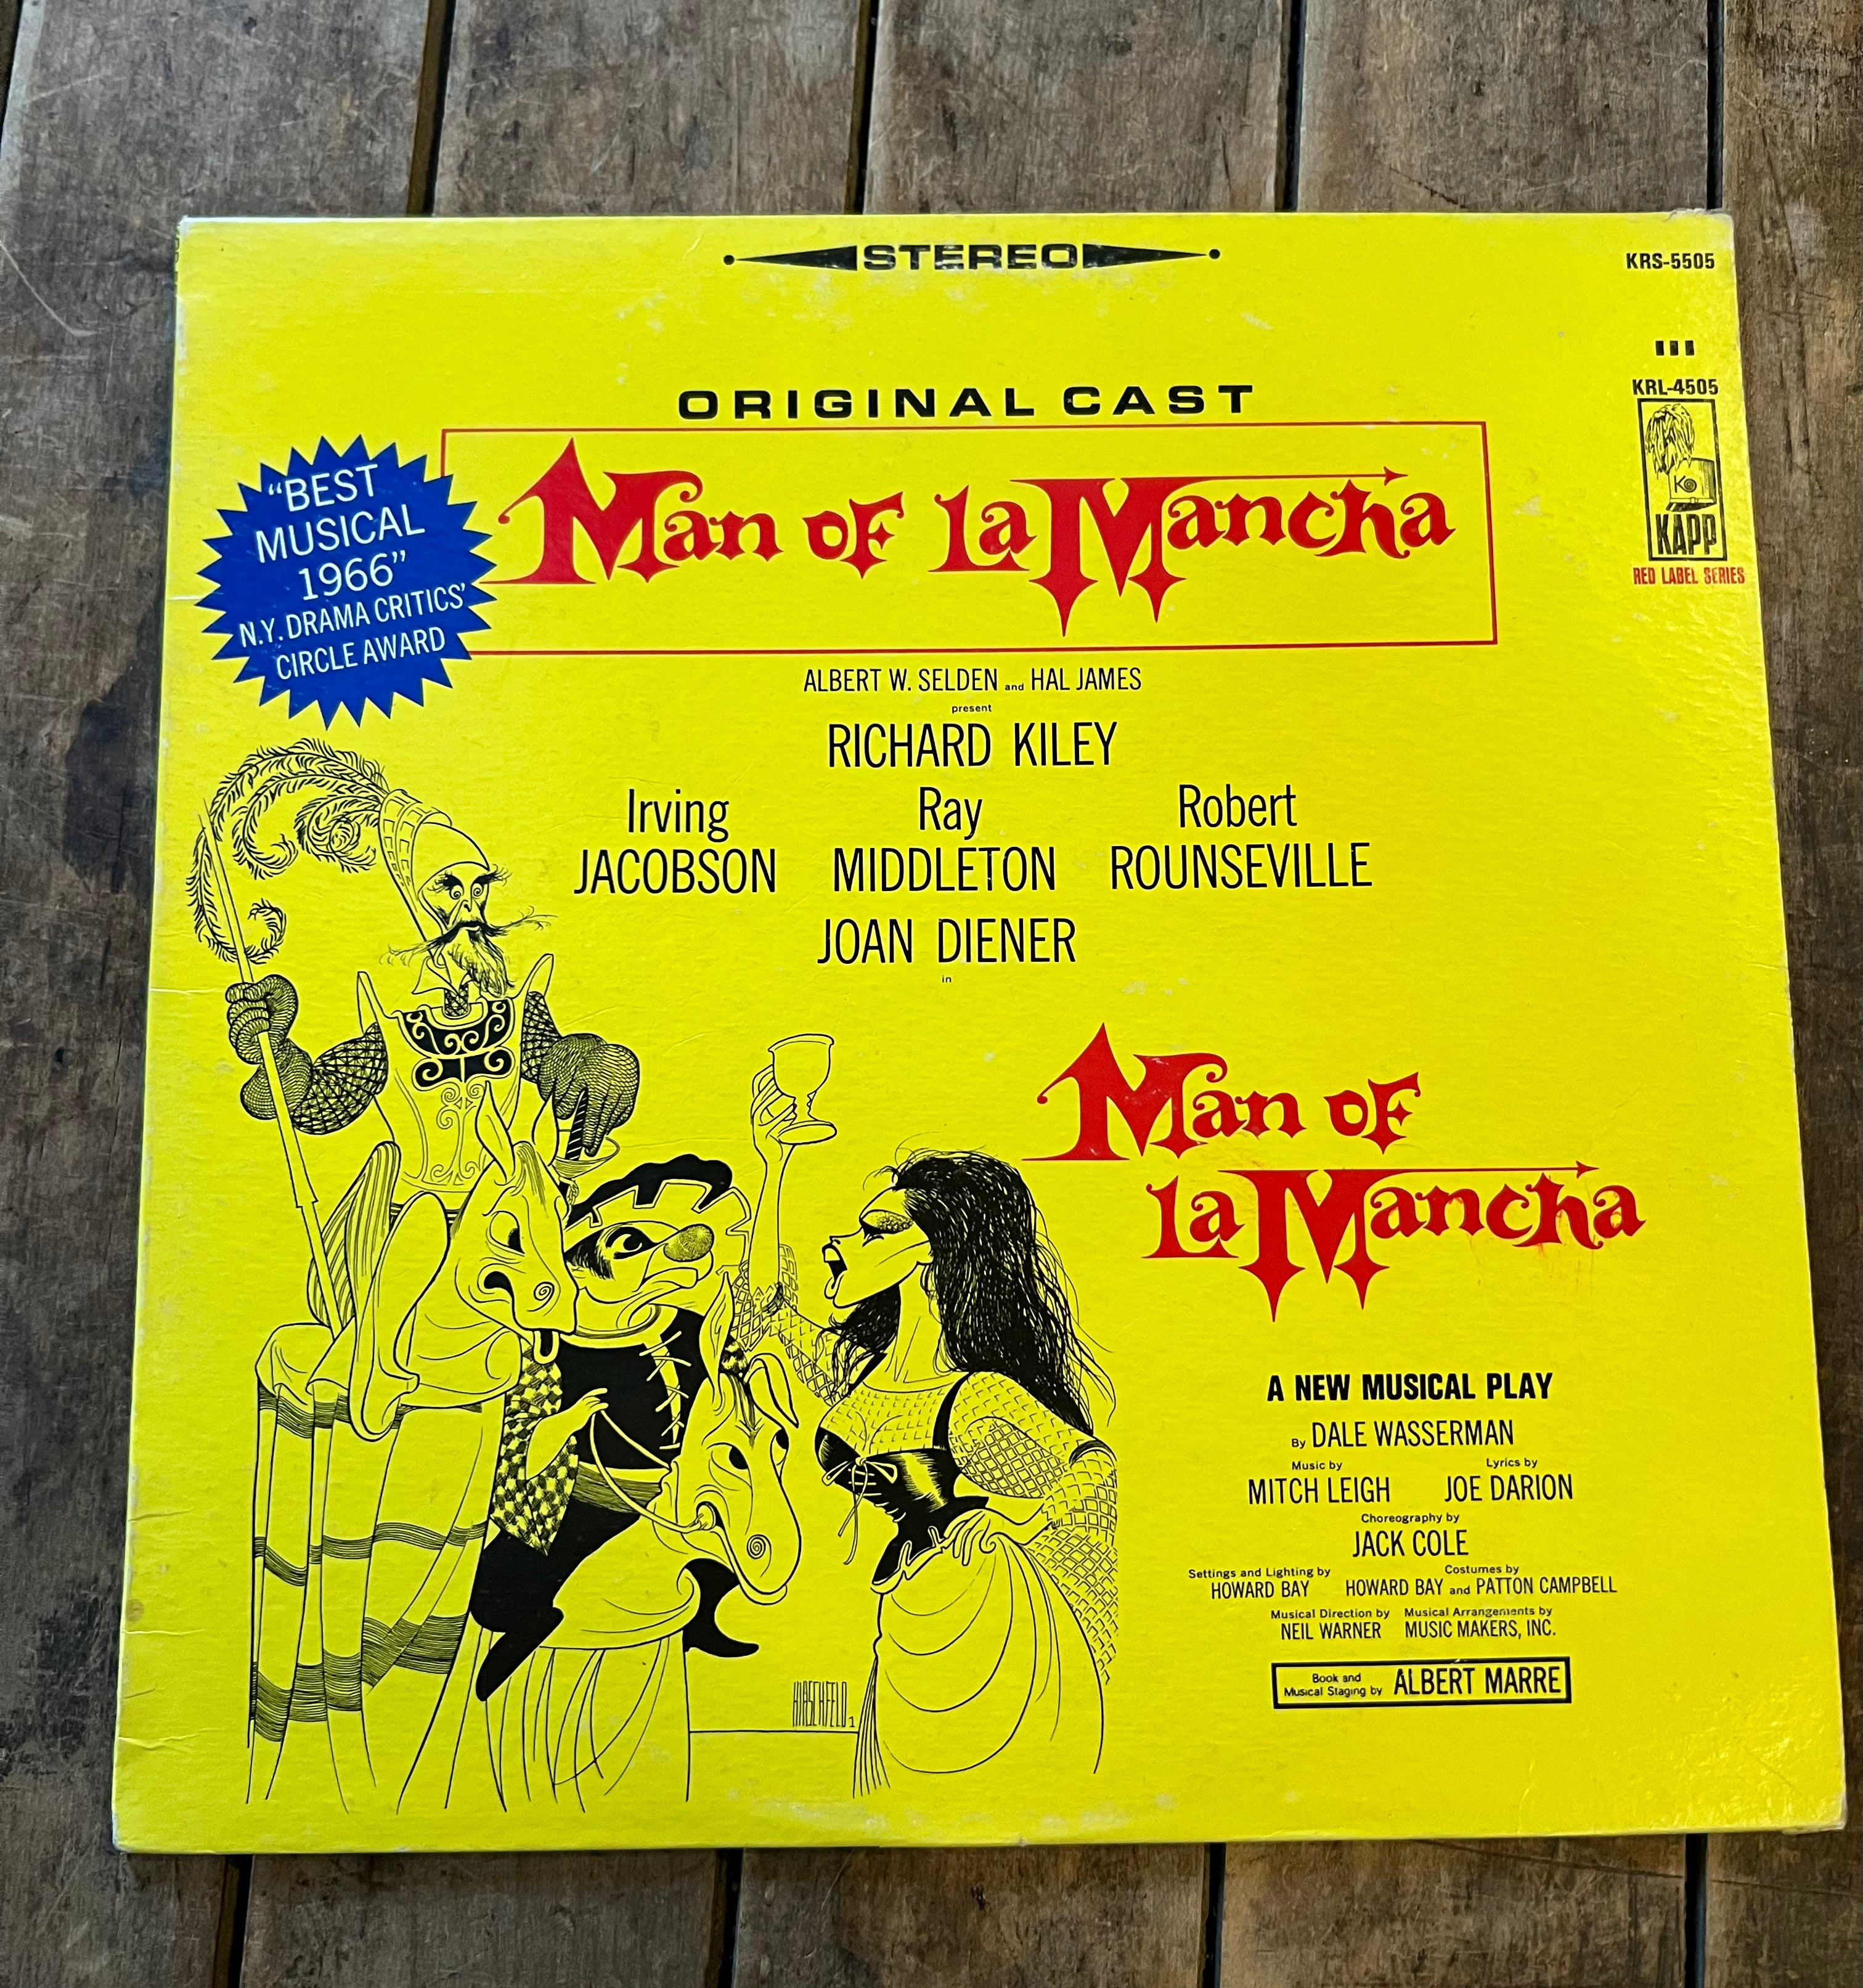 STEREO
KRS-5505
KRL-4505
K
KAPP
RED LABEL SERIES
ORIGINAL CAST
Man of La Mancha
"BEST
MUSICAL
1966"
N.Y. DRAMA CRITICS'
CIRCLE AWARD
ALBERT W. SELDEN and HAL JAMES
present
RICHARD KILEY
Irving Ray Robert
JACOBSON MIDDLETON ROUNSEVILLE
JOAN DIENER
in
Man of
La Mancha
A NEW MUSICAL PLAY
By DALE WASSERMAN
Music by Lyrics by
MITCH LEIGH JOE DARION
Choreography by
JACK COLE
Settings and Lighting by Costumes by
HOWARD BAY HOWARD BAY and PATTON CAMPBELL
Musical Direction by Musical Arrangements by
NEIL WARNER MUSIC MAKERS, INC.
Book and
Musical Staging by ALBERT MARRE
HIRSCHFELD 1